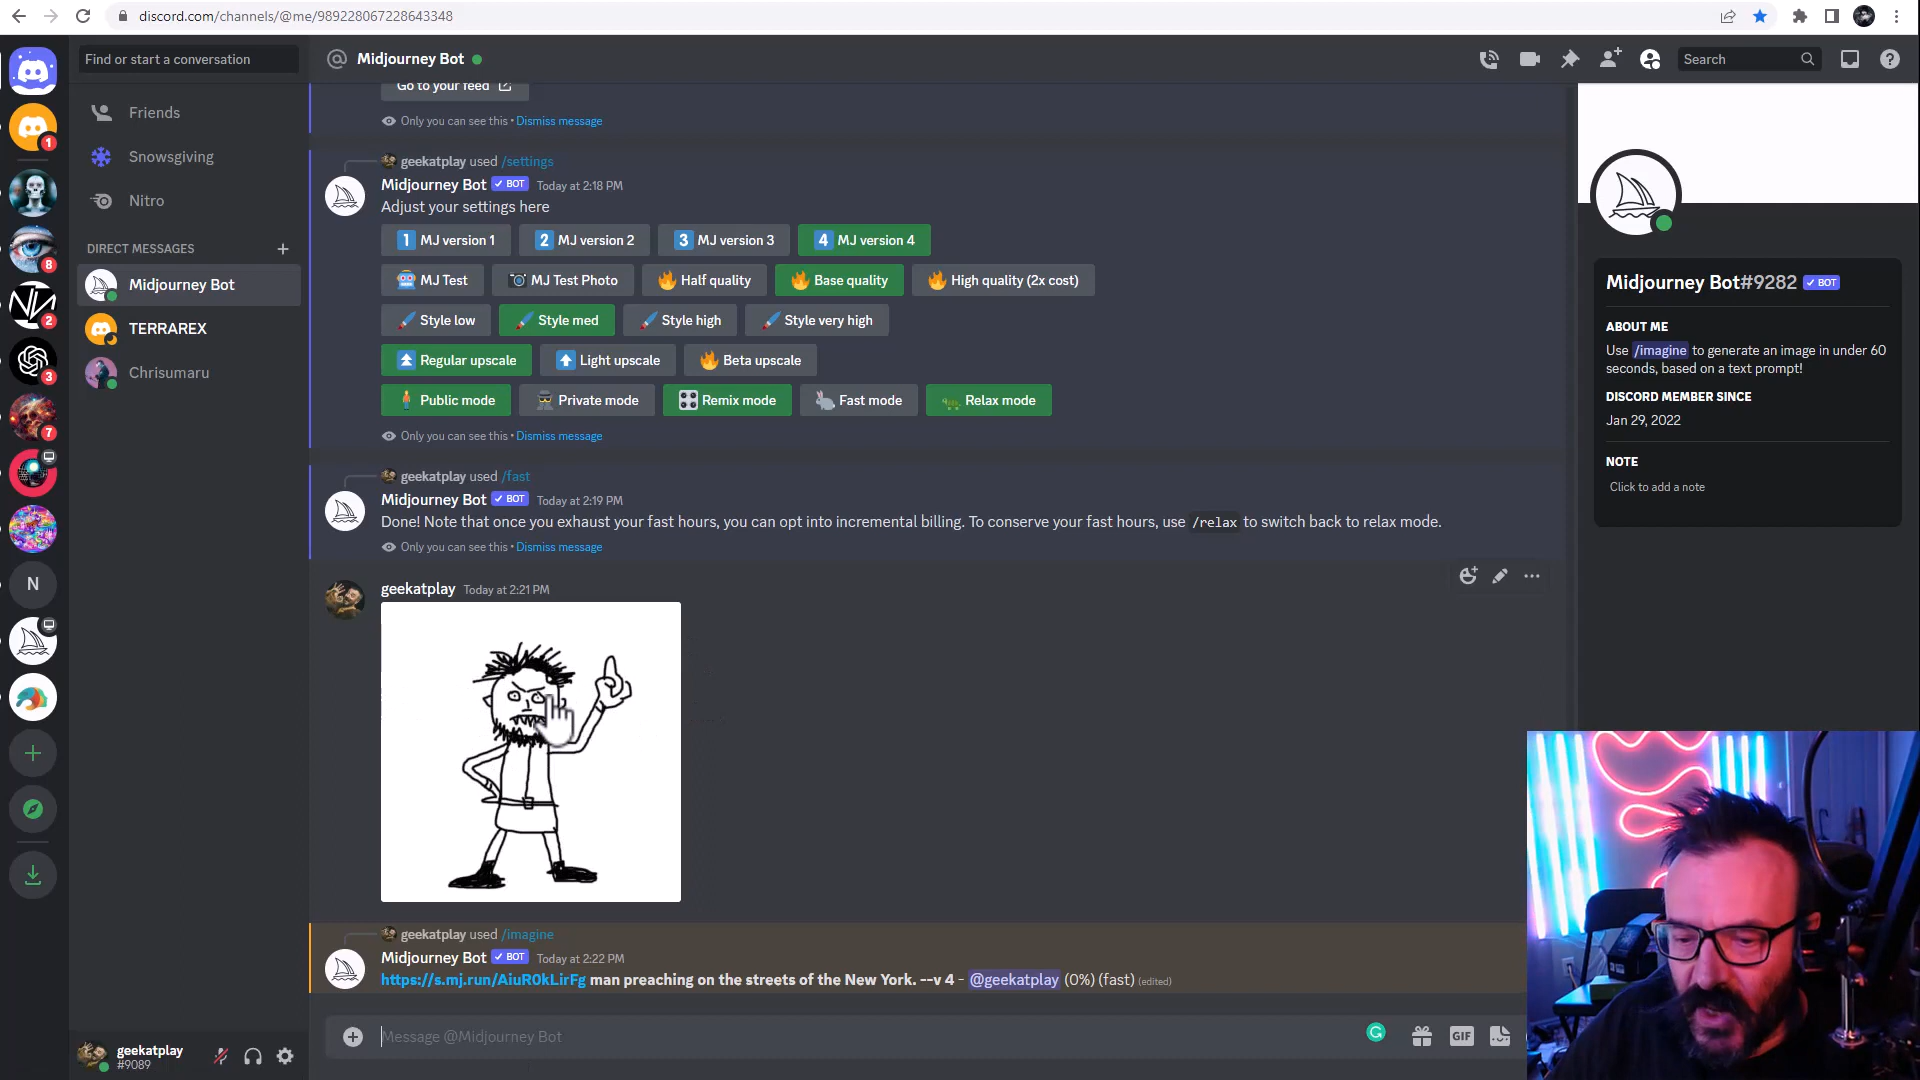 discord.com/channels/@me/989228067228643348
Find or start a conversation
Midjourney Bot
Search
Friends
Snowsgiving
Nitro
DIRECT MESSAGES
Midjourney Bot
TERRAREX
Chrisumaru
1
8
2
3
7
N
Go to your feed
Only you can see this • Dismiss message
geekatplay used /settings
Midjourney Bot ✓ BOT Today at 2:18 PM
Adjust your settings here
1 MJ version 1 2 MJ version 2 3 MJ version 3 4 MJ version 4
MJ Test MJ Test Photo Half quality Base quality High quality (2x cost)
Style low Style med Style high Style very high
Regular upscale Light upscale Beta upscale
Public mode Private mode Remix mode Fast mode Relax mode
Only you can see this • Dismiss message
geekatplay used /fast
Midjourney Bot ✓ BOT Today at 2:19 PM
Done! Note that once you exhaust your fast hours, you can opt into incremental billing. To conserve your fast hours, use /relax to switch back to relax mode.
Only you can see this • Dismiss message
geekatplay Today at 2:21 PM
geekatplay used /imagine
Midjourney Bot ✓ BOT Today at 2:22 PM
https://s.mj.run/AiuR0kLirFg man preaching on the streets of the New York. --v 4 - @geekatplay (0%) (fast) (edited)
Message @Midjourney Bot
GIF
geekatplay
#9089
Midjourney Bot#9282 ✓ BOT
ABOUT ME
Use /imagine to generate an image in under 60
seconds, based on a text prompt!
DISCORD MEMBER SINCE
Jan 29, 2022
NOTE
Click to add a note